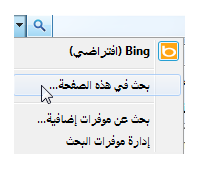 Bing (افتراضي)
بحث في هذه الصفحة...
بحث عن موفرات إضافية...
إدارة موفرات البحث